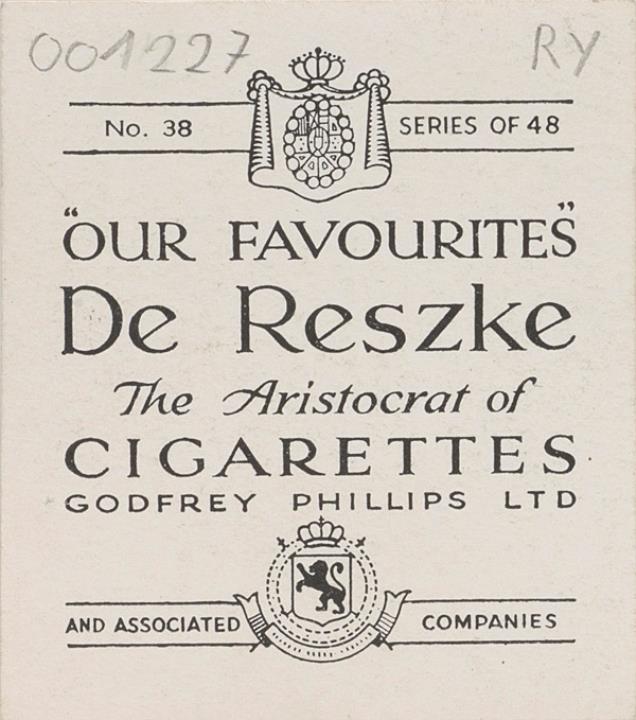 001227 RY
No. 38 SERIES OF 48
"OUR FAVOURITES"
De Reszke
The Aristocrat of
CIGARETTES
GODFREY PHILLIPS LTD
AND ASSOCIATED COMPANIES